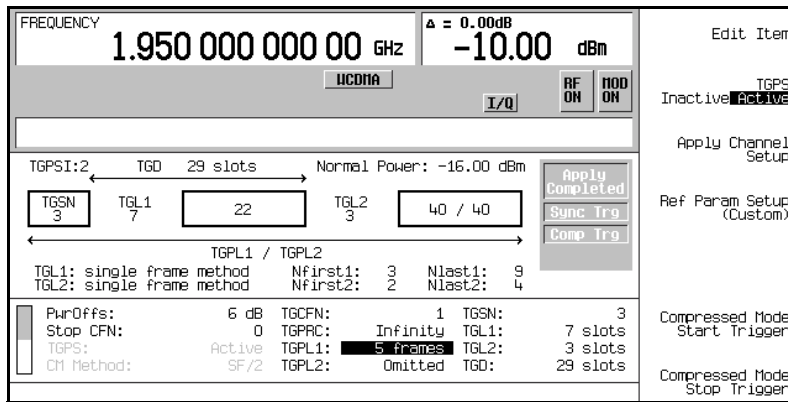 FREQUENCY
1.950 000 000 00 GHz
Δ = 0.00dB
-10.00 dBm
WCDMA
I/Q
RF ON
MOD ON
TGPSI:2 TGD 29 slots Normal Power: -16.00 dBm
TGSN 3
TGL1 7
22
TGL2 3
40 / 40
TGPL1 / TGPL2
TGL1: single frame method Nfirst1: 3 Nlast1: 9
TGL2: single frame method Nfirst2: 2 Nlast2: 4
Apply Completed
Sync Trg
Comp Trg
PwrOffs: 6 dB TGCFN: 1 TGSN: 3
Stop CFN: 0 TGPRC: Infinity TGL1: 7 slots
TGPS: Active TGPL1: 5 frames TGL2: 3 slots
CM Method: SF/2 TGPL2: Omitted TGD: 29 slots
Edit Item
TGPS
Inactive Active
Apply Channel
Setup
Ref Param Setup
(Custom)
Compressed Mode
Start Trigger
Compressed Mode
Stop Trigger